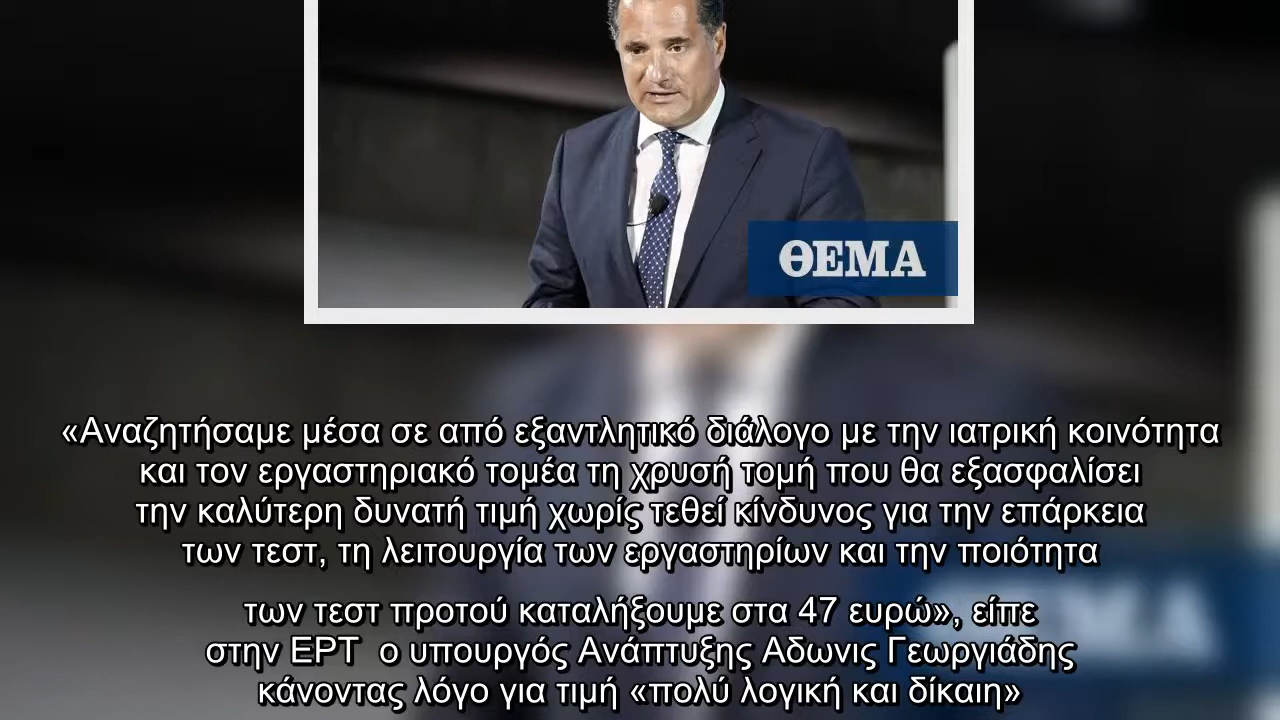 ΘΕΜΑ
«Αναζητήσαμε μέσα σε από εξαντλητικό διάλογο με την ιατρική κοινότητα
και τον εργαστηριακό τομέα τη χρυσή τομή που θα εξασφαλίσει
την καλύτερη δυνατή τιμή χωρίς τεθεί κίνδυνος για την επάρκεια
των τεστ, τη λειτουργία των εργαστηρίων και την ποιότητα
των τεστ προτού καταλήξουμε στα 47 ευρώ», είπε
στην ΕΡΤ  ο υπουργός Ανάπτυξης Αδωνις Γεωργιάδης
κάνοντας λόγο για τιμή «πολύ λογική και δίκαιη»